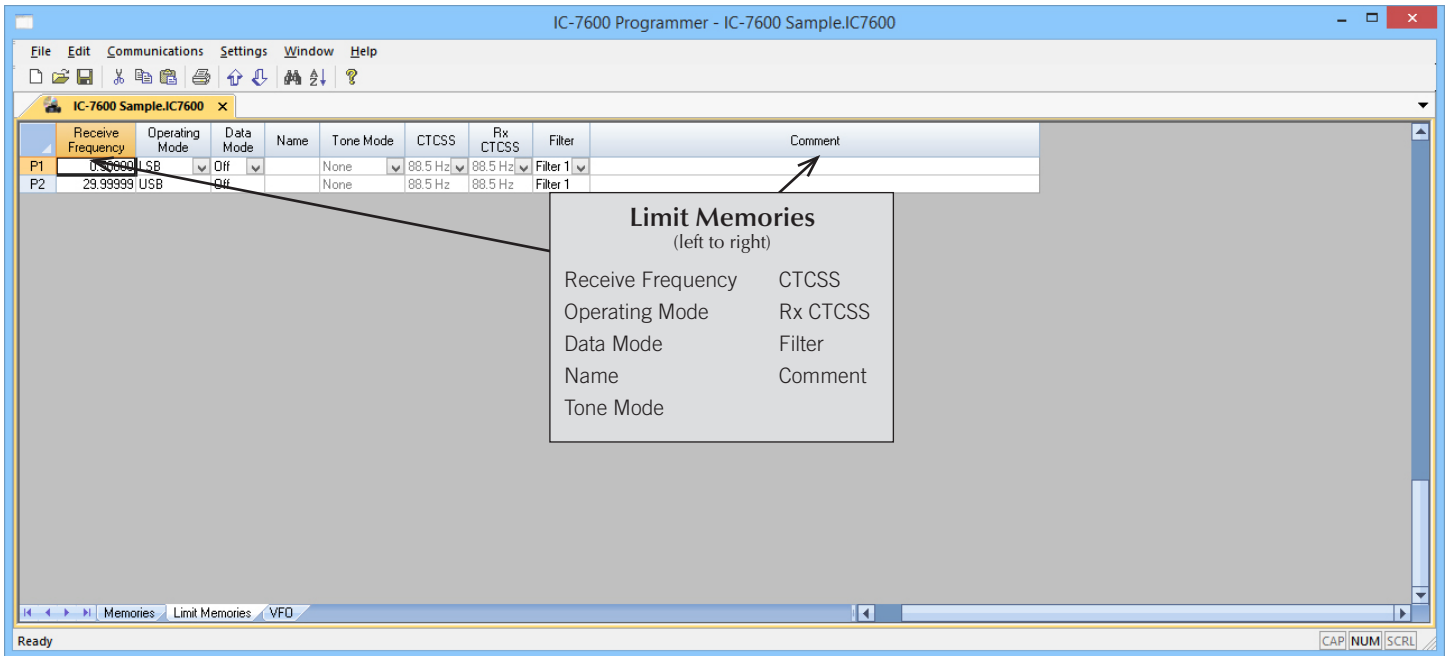 IC-7600 Programmer - IC-7600 Sample.IC7600
File Edit Communications Settings Window Help
IC-7600 Sample.IC7600
Receive Frequency Operating Mode Data Mode Name Tone Mode CTCSS Rx CTCSS Filter Comment
P1 LSB Off None 88.5 Hz 88.5 Hz Filter 1
P2 29.99999 USB Off None 88.5 Hz 88.5 Hz Filter 1
Limit Memories
(left to right)
Receive Frequency CTCSS
Operating Mode Rx CTCSS
Data Mode Filter
Name Comment
Tone Mode
Memories Limit Memories VFO
Ready CAP NUM SCRL